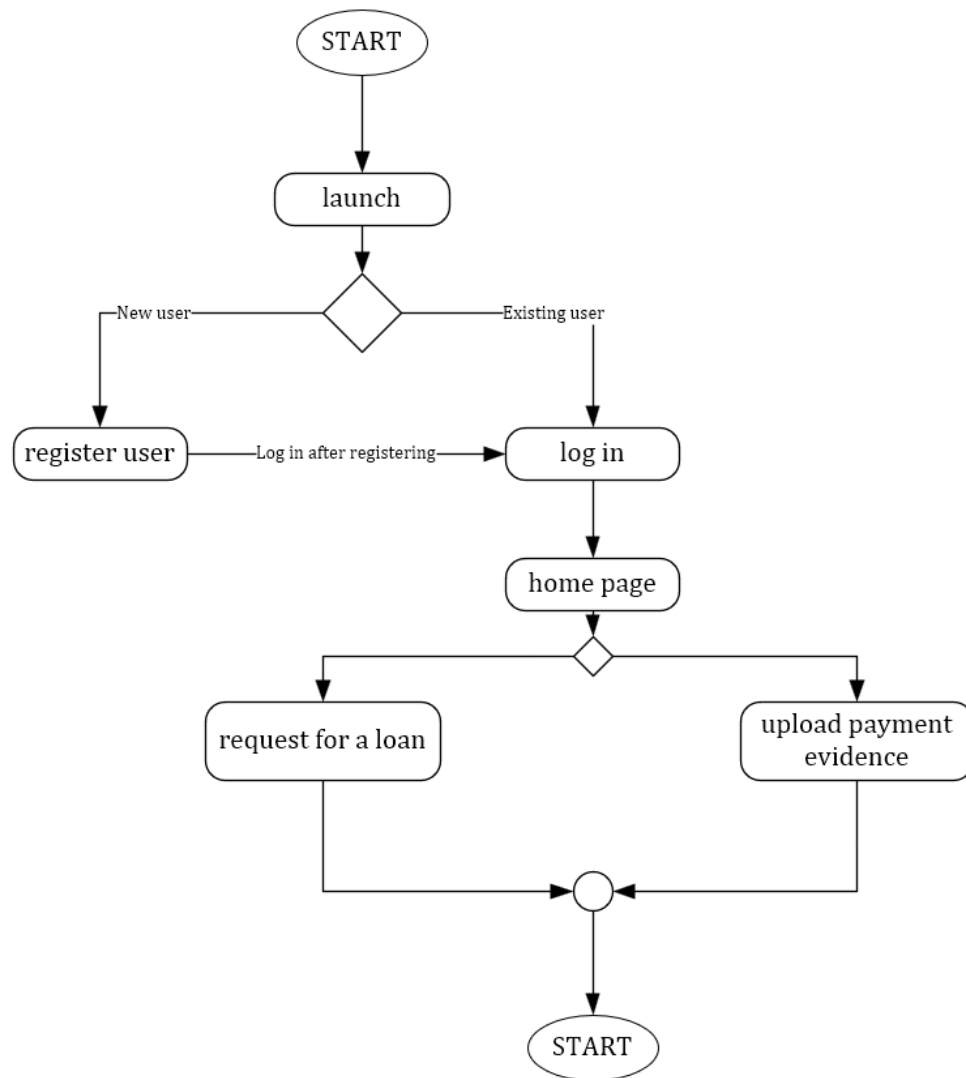 START
launch
New user
Existing user
register user
Log in after registering
log in
home page
request for a loan
upload payment
evidence
START